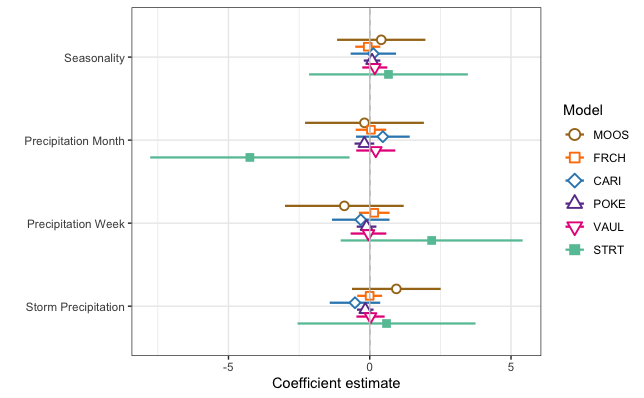 Seasonality
Precipitation Month
Precipitation Week
Storm Precipitation
-5
0
5
Coefficient estimate
Model
MOOS
FRCH
CARI
POKE
VAUL
STRT